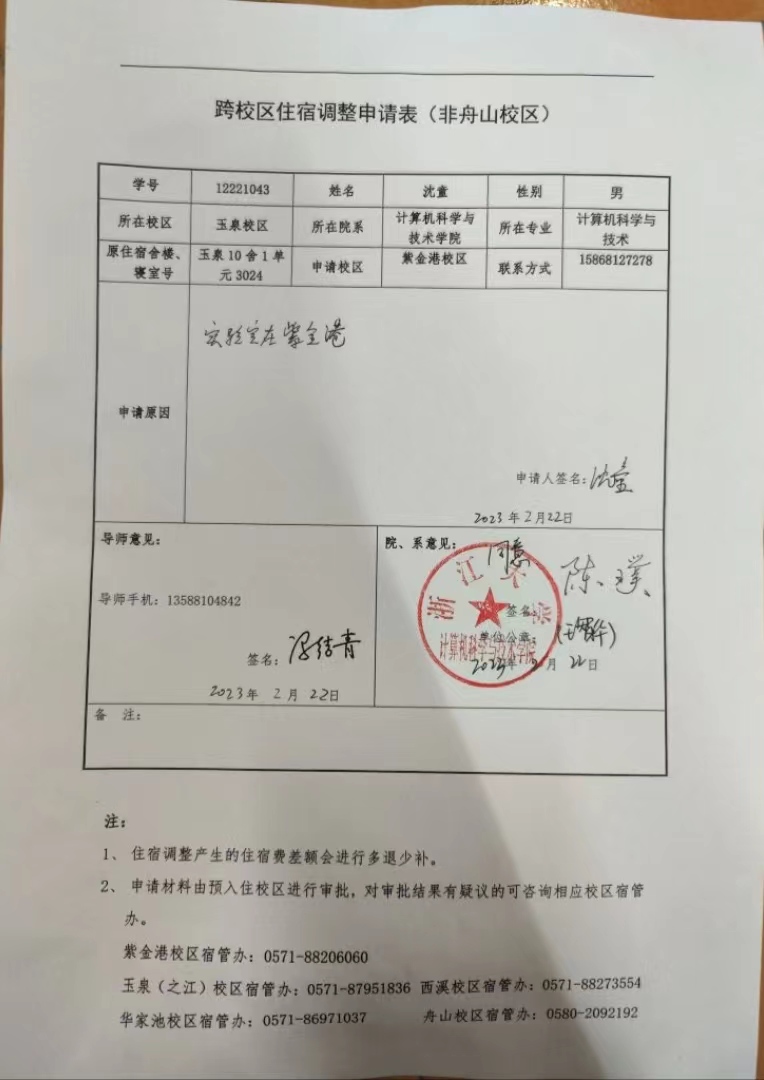 跨校区住宿调整申请表（非舟山校区）
学号 12221043 姓名 沈童 性别 男
所在校区 玉泉校区 所在院系 计算机科学与技术学院 所在专业 计算机科学与技术
原住宿舍楼、寝室号 玉泉10舍1单元3024 申请校区 紫金港校区 联系方式 15868127278
申请原因
实验室在紫金港
申请人签名：沈童
2023年2月22日
导师意见：
导师手机：13588104842
签名：
2023年2月22日
院、系意见：同意
签名：陈璞
单位公章：
2023年2月22日
浙江大学
计算机科学与技术学院
备 注：
注：
1、 住宿调整产生的住宿费差额会进行多退少补。
2、 申请材料由预入住校区进行审批，对审批结果有疑议的可咨询相应校区宿管
办。
紫金港校区宿管办：0571-88206060
玉泉（之江）校区宿管办：0571-87951836 西溪校区宿管办：0571-88273554
华家池校区宿管办：0571-86971037 舟山校区宿管办：0580-2092192